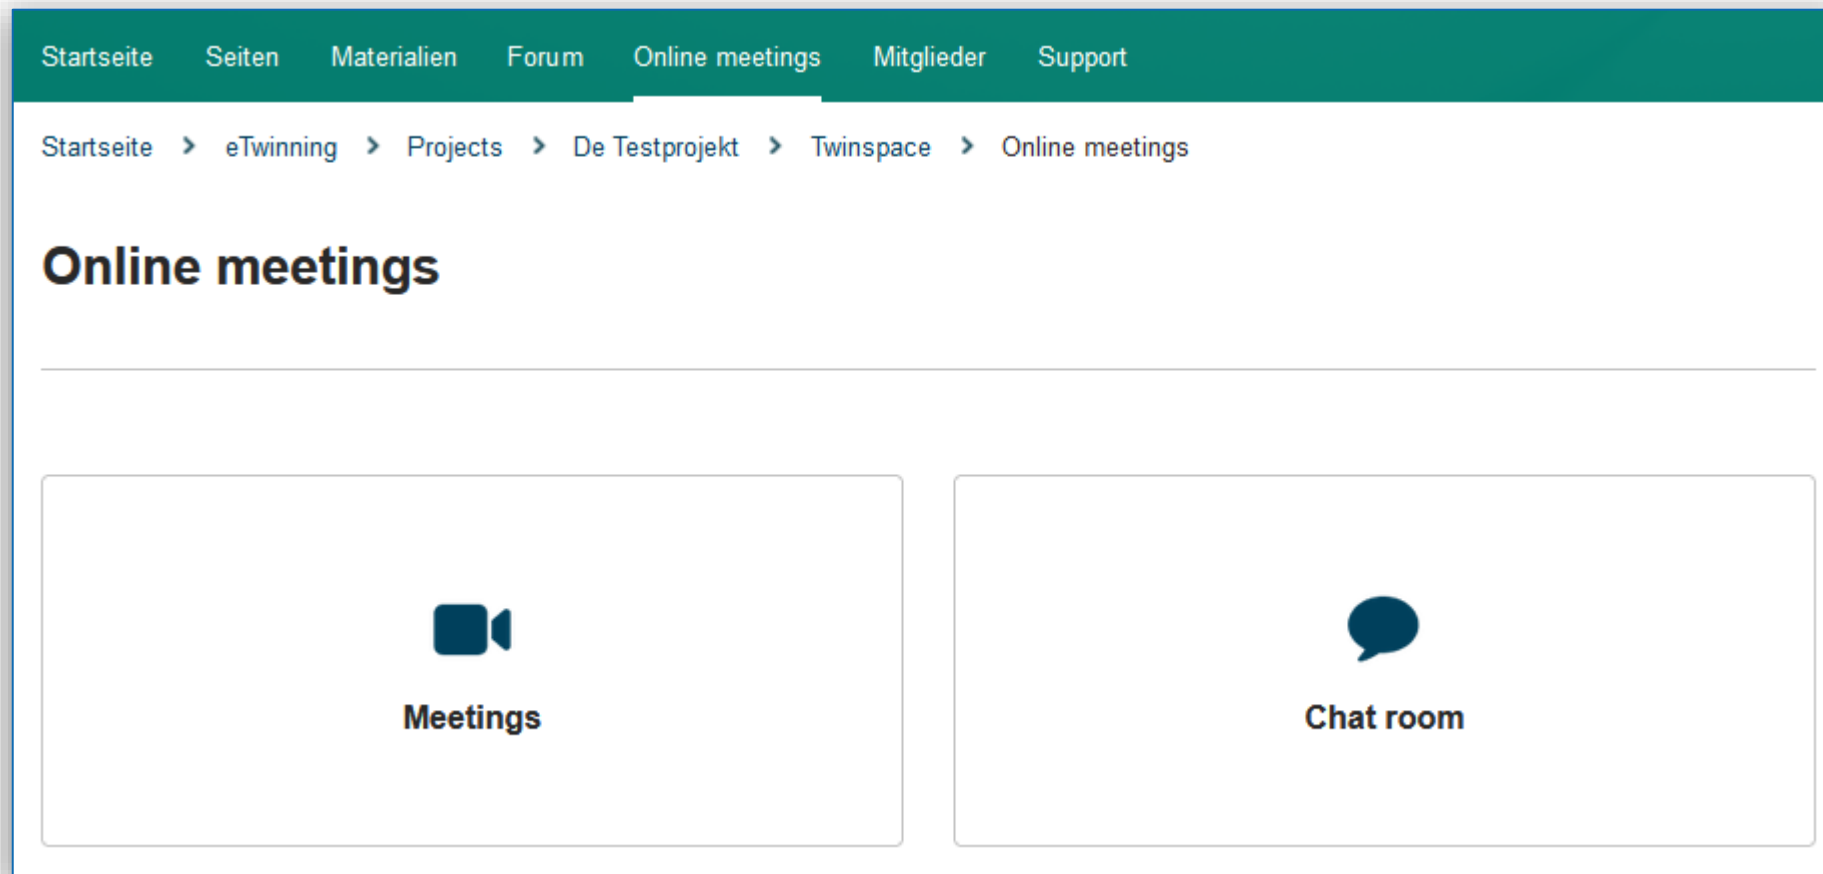 Startseite Seiten Materialien Forum Online meetings Mitglieder Support
Startseite > eTwinning > Projects > De Testprojekt > Twinspace > Online meetings
Online meetings
Meetings Chat room